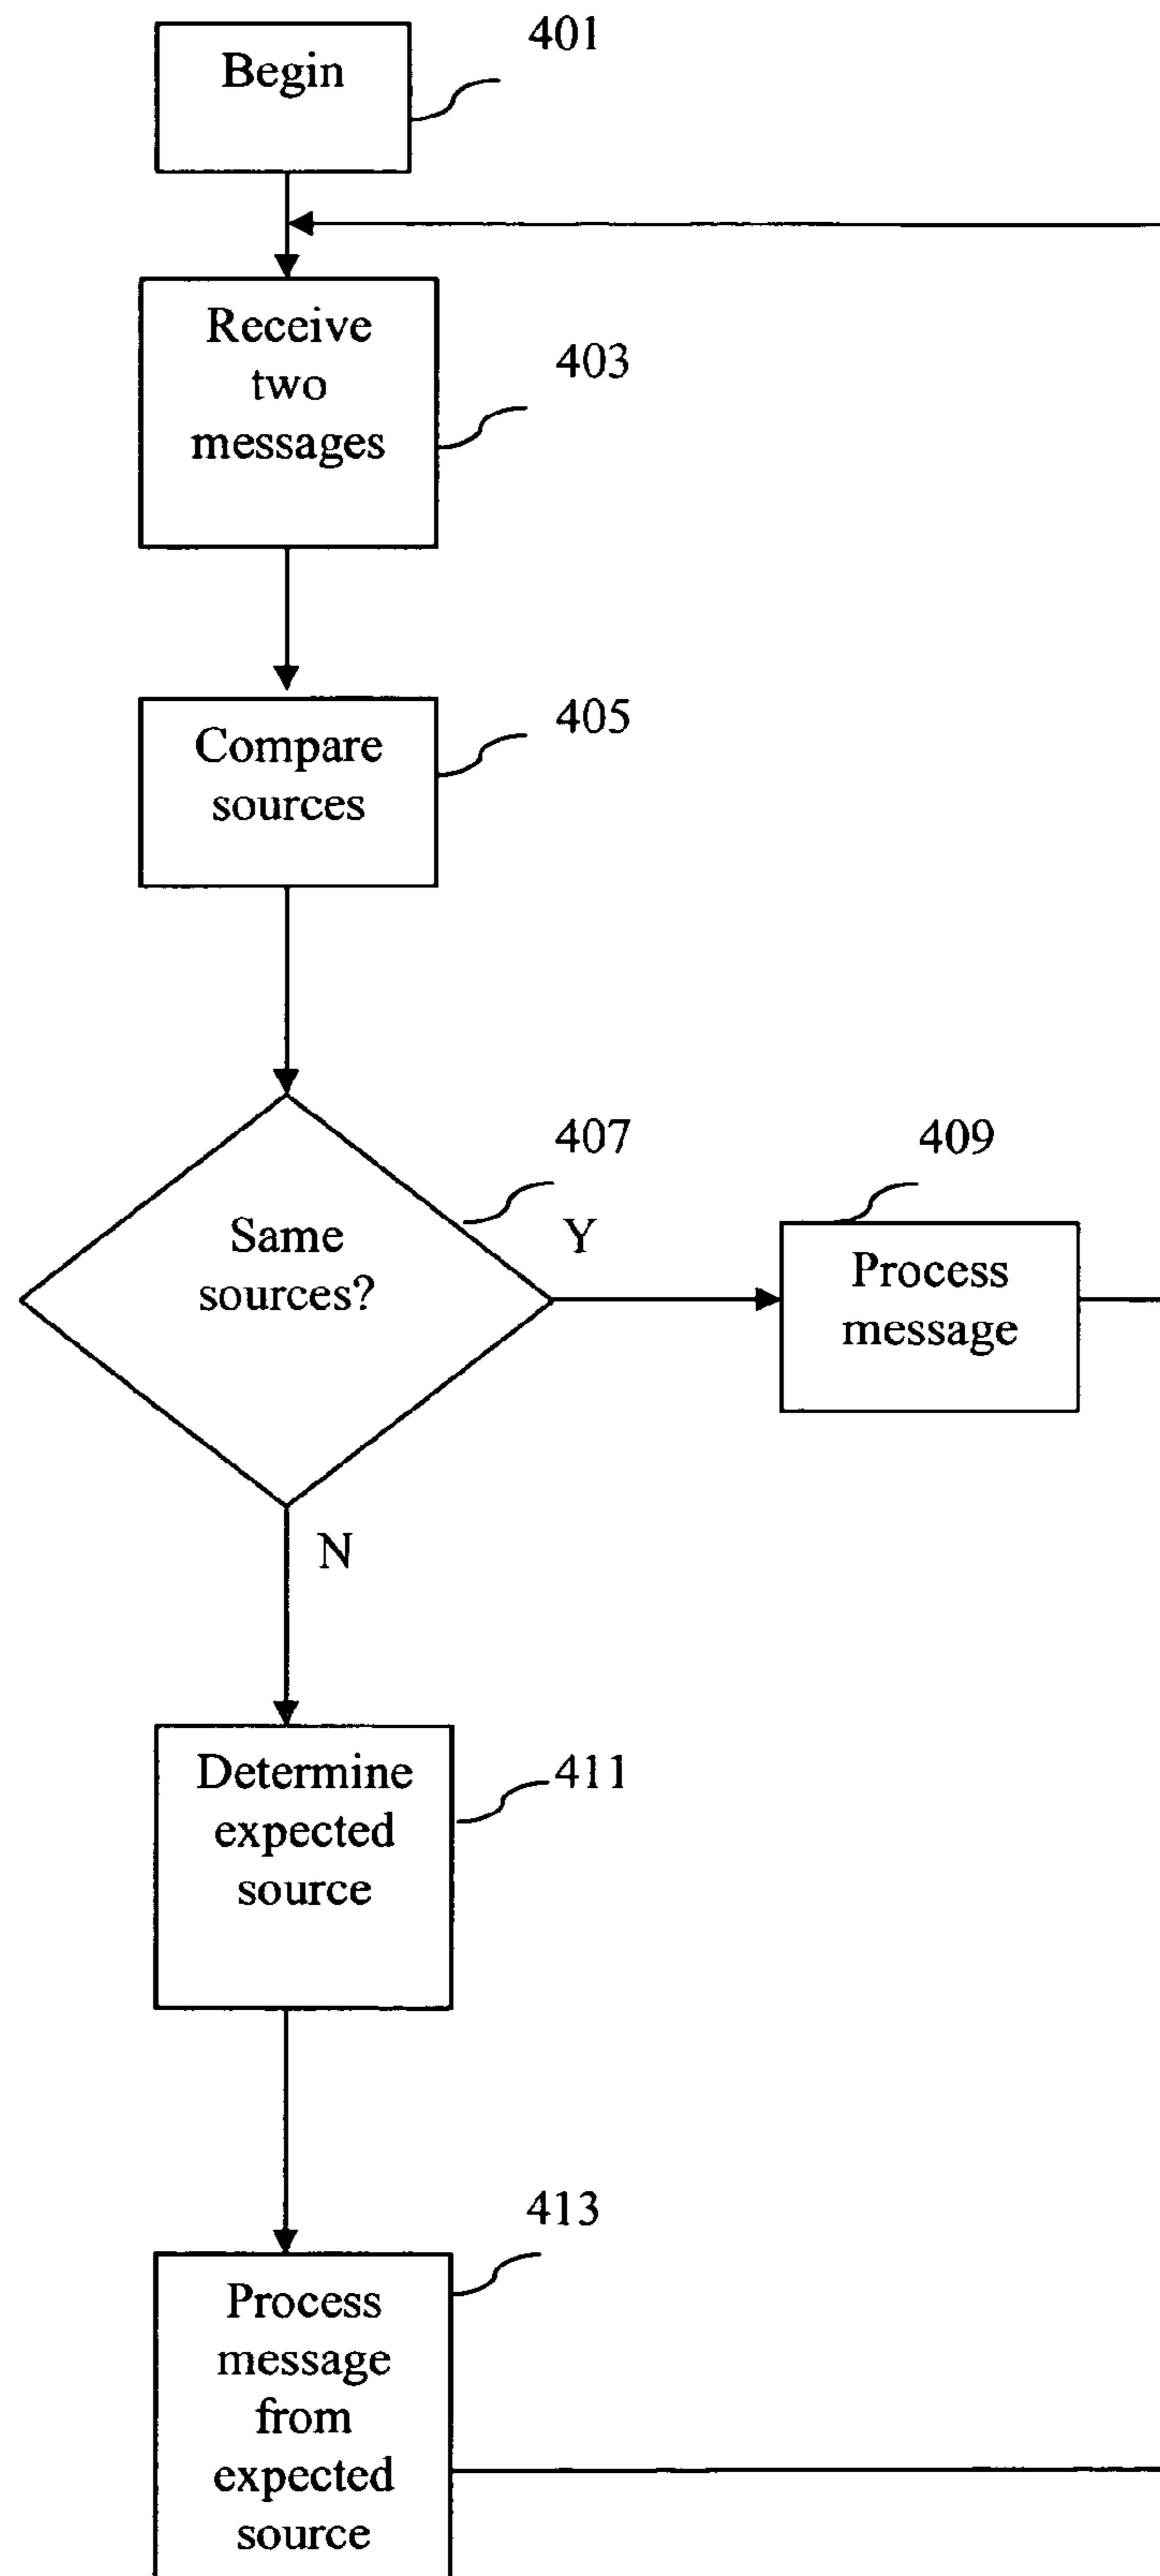 401
Begin
403
Receive
two
messages
405
Compare
sources
407
409
Y
Same
sources?
Process
message
N
411
Determine
expected
source
413
Process
message
from
expected
source